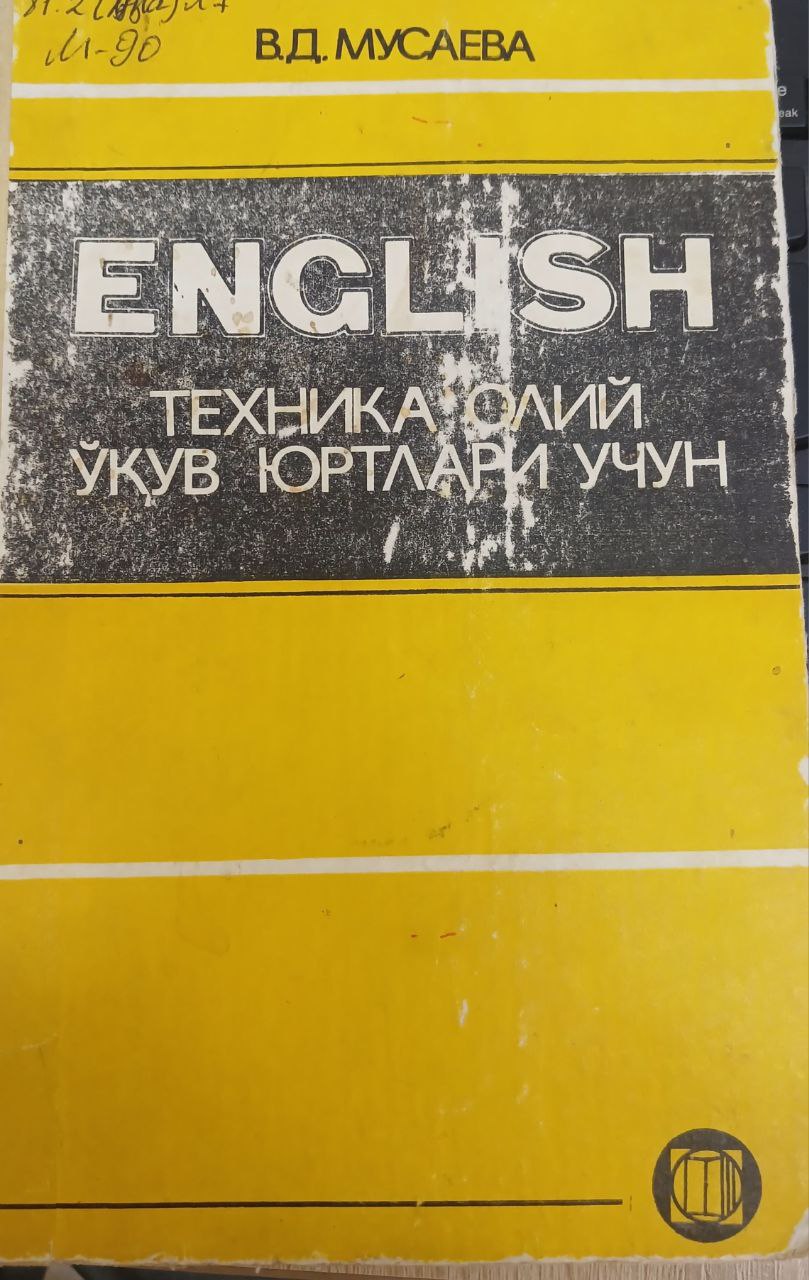 М-90
В.Д. МУСАЕВА
ENGLISH
ТЕХНИКА ОЛИЙ
ЎҚУВ ЮРТЛАРИ УЧУН